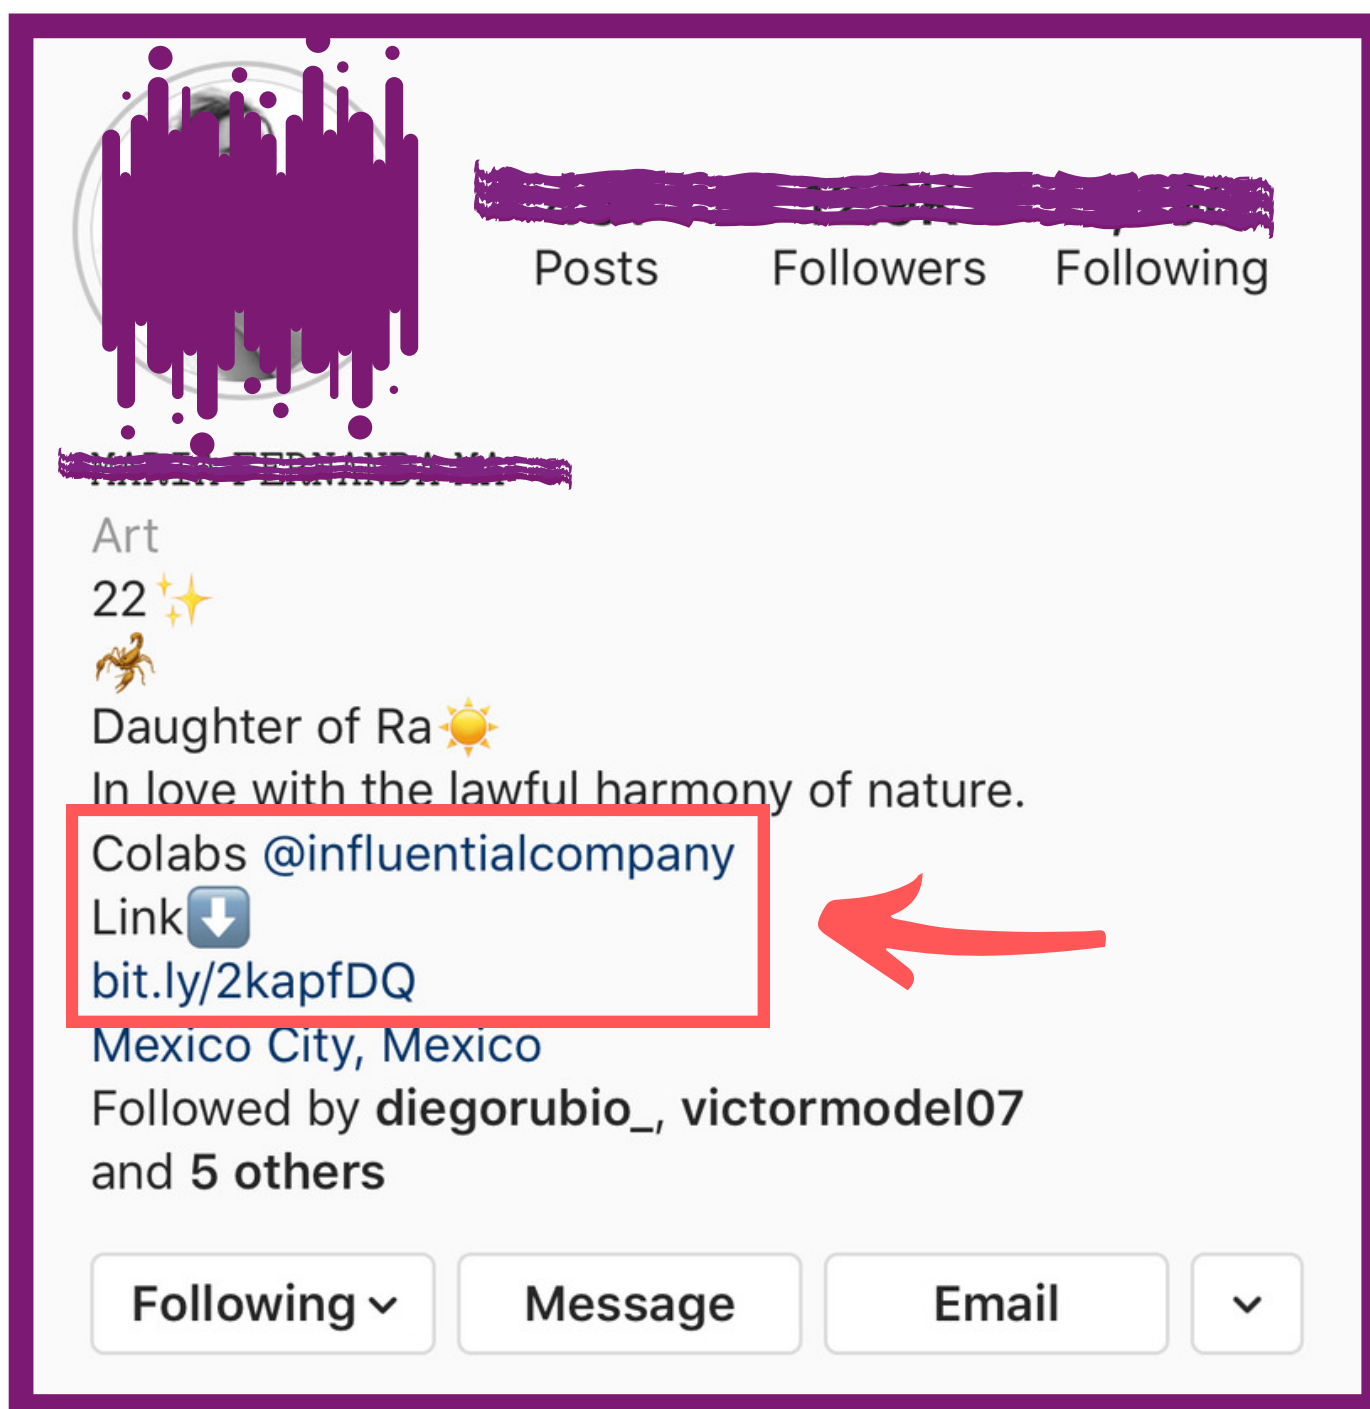 Posts Followers Following
Art
22✨
🦂
Daughter of Ra☀️
In love with the lawful harmony of nature.
Colabs @influentialcompany
Link⬇️
bit.ly/2kapfDQ
Mexico City, Mexico
Followed by diegorubio_, victormodel07
and 5 others
Following Message Email